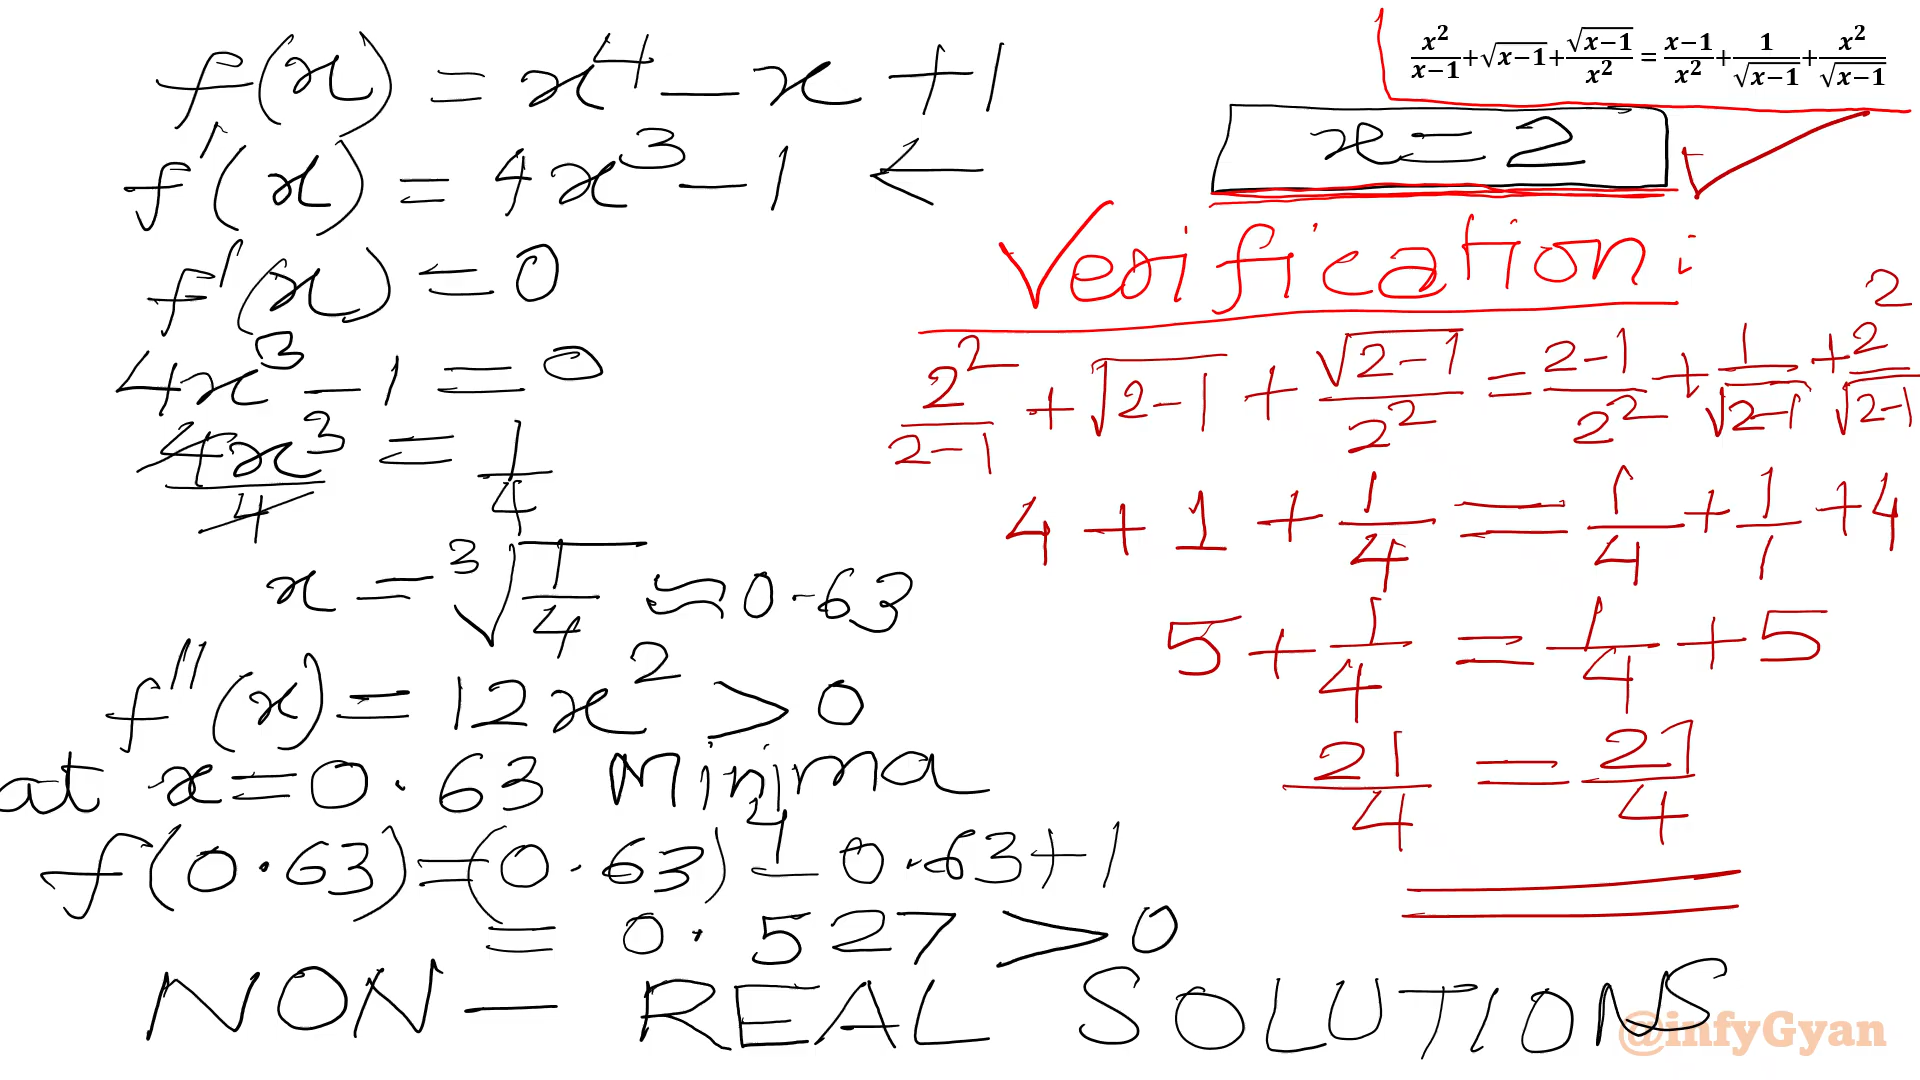 f(x) = x⁴ - x + 1
f'(x) = 4x³ - 1 ←
f'(x) = 0
4x³ - 1 = 0
4x³/4 = 1/4
x = ³√(1/4) ≈ 0.63
f''(x) = 12x² > 0
at x = 0.63 Minima
f(0.63) = (0.63)⁴ - 0.63 + 1
= 0.527 > 0
NON - REAL SOLUTIONS
x²/(x-1) + √(x-1) + √(x-1)/x² = (x-1)/x² + 1/√(x-1) + x²/√(x-1)
x = 2
Verification:
2²/(2-1) + √(2-1) + √(2-1)/2² = (2-1)/2² + 1/√(2-1) + 2²/√(2-1)
4 + 1 + 1/4 = 1/4 + 1/1 + 4
5 + 1/4 = 1/4 + 5
21/4 = 21/4
@infyGyan